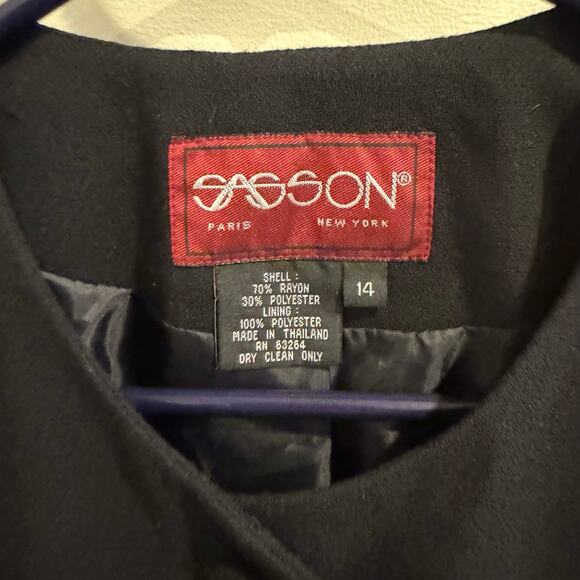 SASSON®
PARIS NEW YORK
SHELL:
70% RAYON
30% POLYESTER
LINING:
100% POLYESTER
MADE IN THAILAND
RN 63264
DRY CLEAN ONLY
14